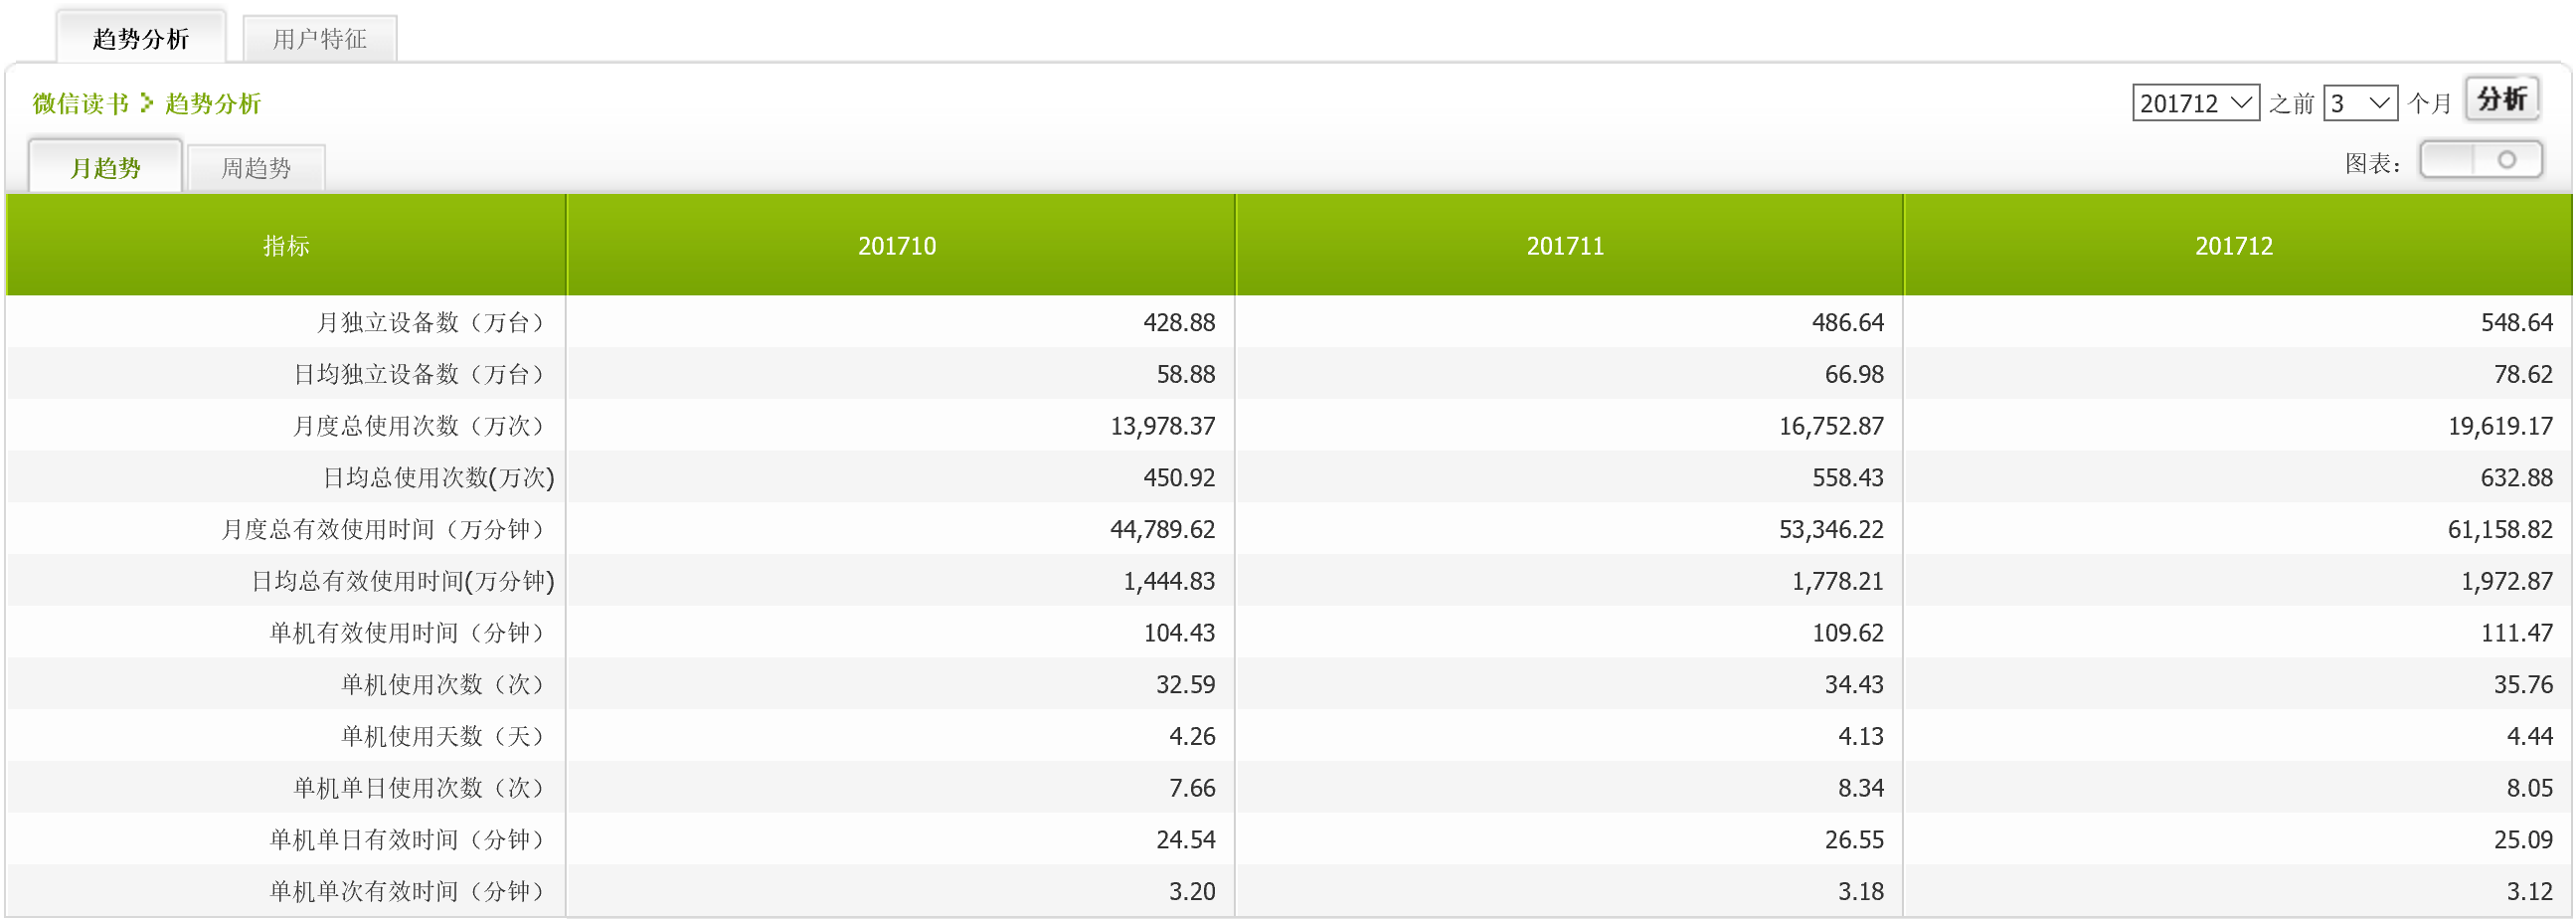 趋势分析 用户特征
微信读书 > 趋势分析 201712 之前 3 个月 分析
月趋势 周趋势 图表：
指标 201710 201711 201712
月独立设备数（万台） 428.88 486.64 548.64
日均独立设备数（万台） 58.88 66.98 78.62
月度总使用次数（万次） 13,978.37 16,752.87 19,619.17
日均总使用次数(万次) 450.92 558.43 632.88
月度总有效使用时间（万分钟） 44,789.62 53,346.22 61,158.82
日均总有效使用时间(万分钟) 1,444.83 1,778.21 1,972.87
单机有效使用时间（分钟） 104.43 109.62 111.47
单机使用次数（次） 32.59 34.43 35.76
单机使用天数（天） 4.26 4.13 4.44
单机单日使用次数（次） 7.66 8.34 8.05
单机单日有效时间（分钟） 24.54 26.55 25.09
单机单次有效时间（分钟） 3.20 3.18 3.12